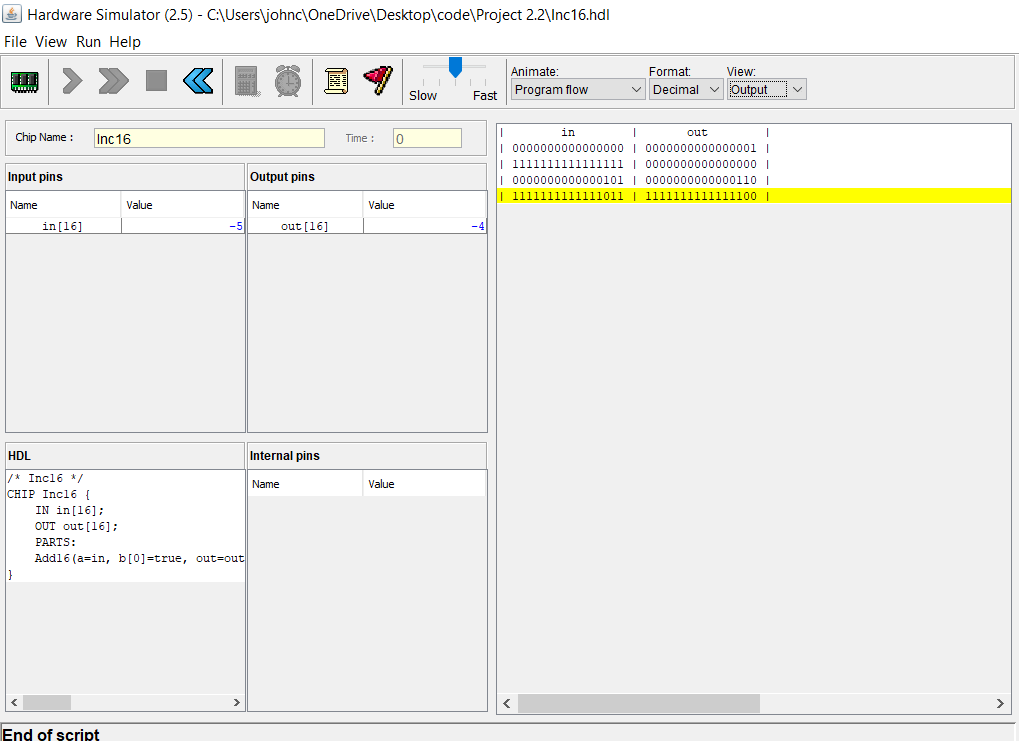 Hardware Simulator (2.5) - C:\Users\johnc\OneDrive\Desktop\code\Project 2.2\Inc16.hdl
File View Run Help
Slow Fast
Animate: Format: View:
Program flow Decimal Output
Chip Name : Inc16 Time : 0
Input pins
Name Value
in[16] -5
Output pins
Name Value
out[16] -4
HDL
/* Inc16 */
CHIP Inc16 {
IN in[16];
OUT out[16];
PARTS:
Add16(a=in, b[0]=true, out=out
}
Internal pins
Name Value
| in | out |
| 0000000000000000 | 0000000000000001 |
| 1111111111111111 | 0000000000000000 |
| 0000000000000101 | 0000000000000110 |
| 1111111111111011 | 1111111111111100 |
End of script